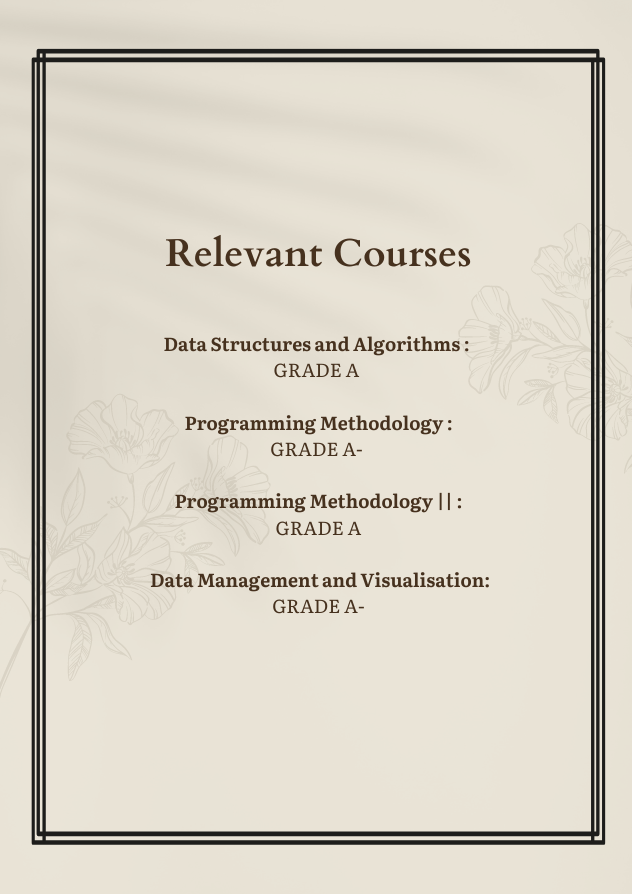 Relevant Courses
Data Structures and Algorithms :
GRADE A
Programming Methodology :
GRADE A-
Programming Methodology || :
GRADE A
Data Management and Visualisation:
GRADE A-